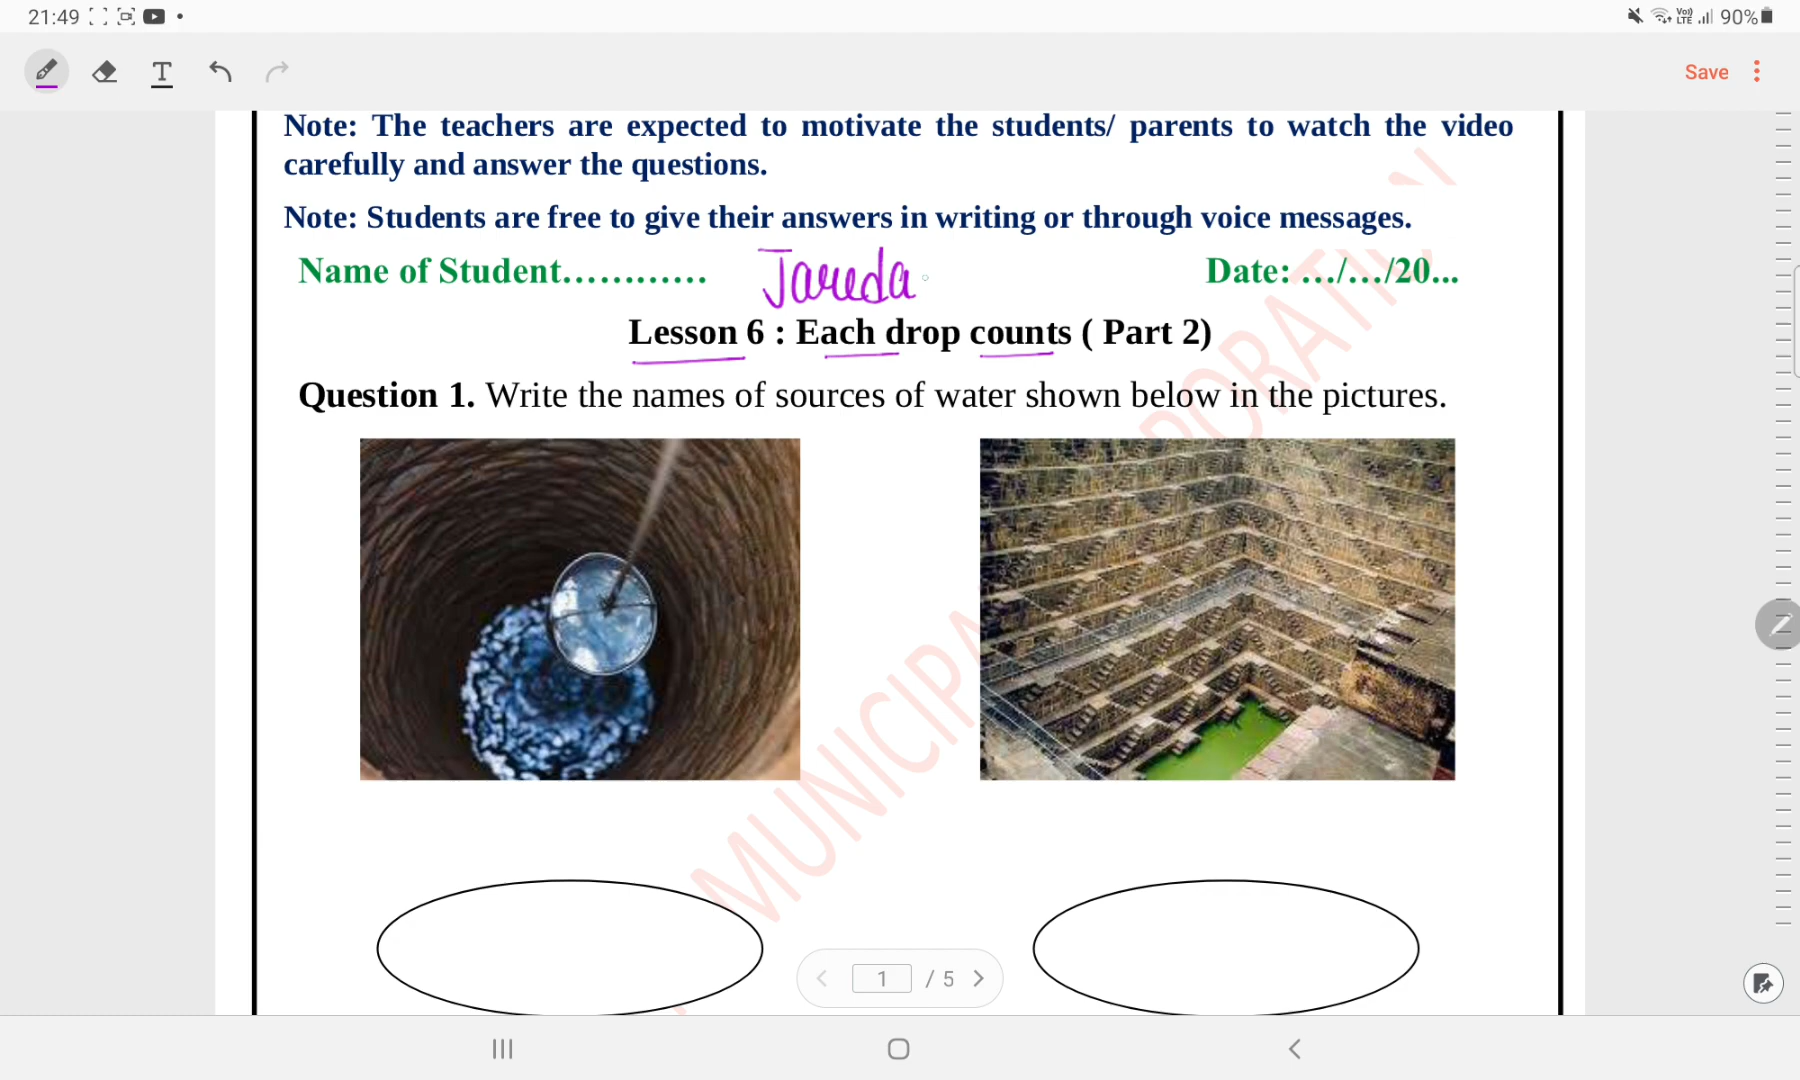 21:49
Vo))
LTE
90%
T
Save
Note: The teachers are expected to motivate the students/ parents to watch the video
carefully and answer the questions.
Note: Students are free to give their answers in writing or through voice messages.
Name of Student............ Javeda Date: .../.../20...
Lesson 6 : Each drop counts ( Part 2)
Question 1. Write the names of sources of water shown below in the pictures.
1 / 5